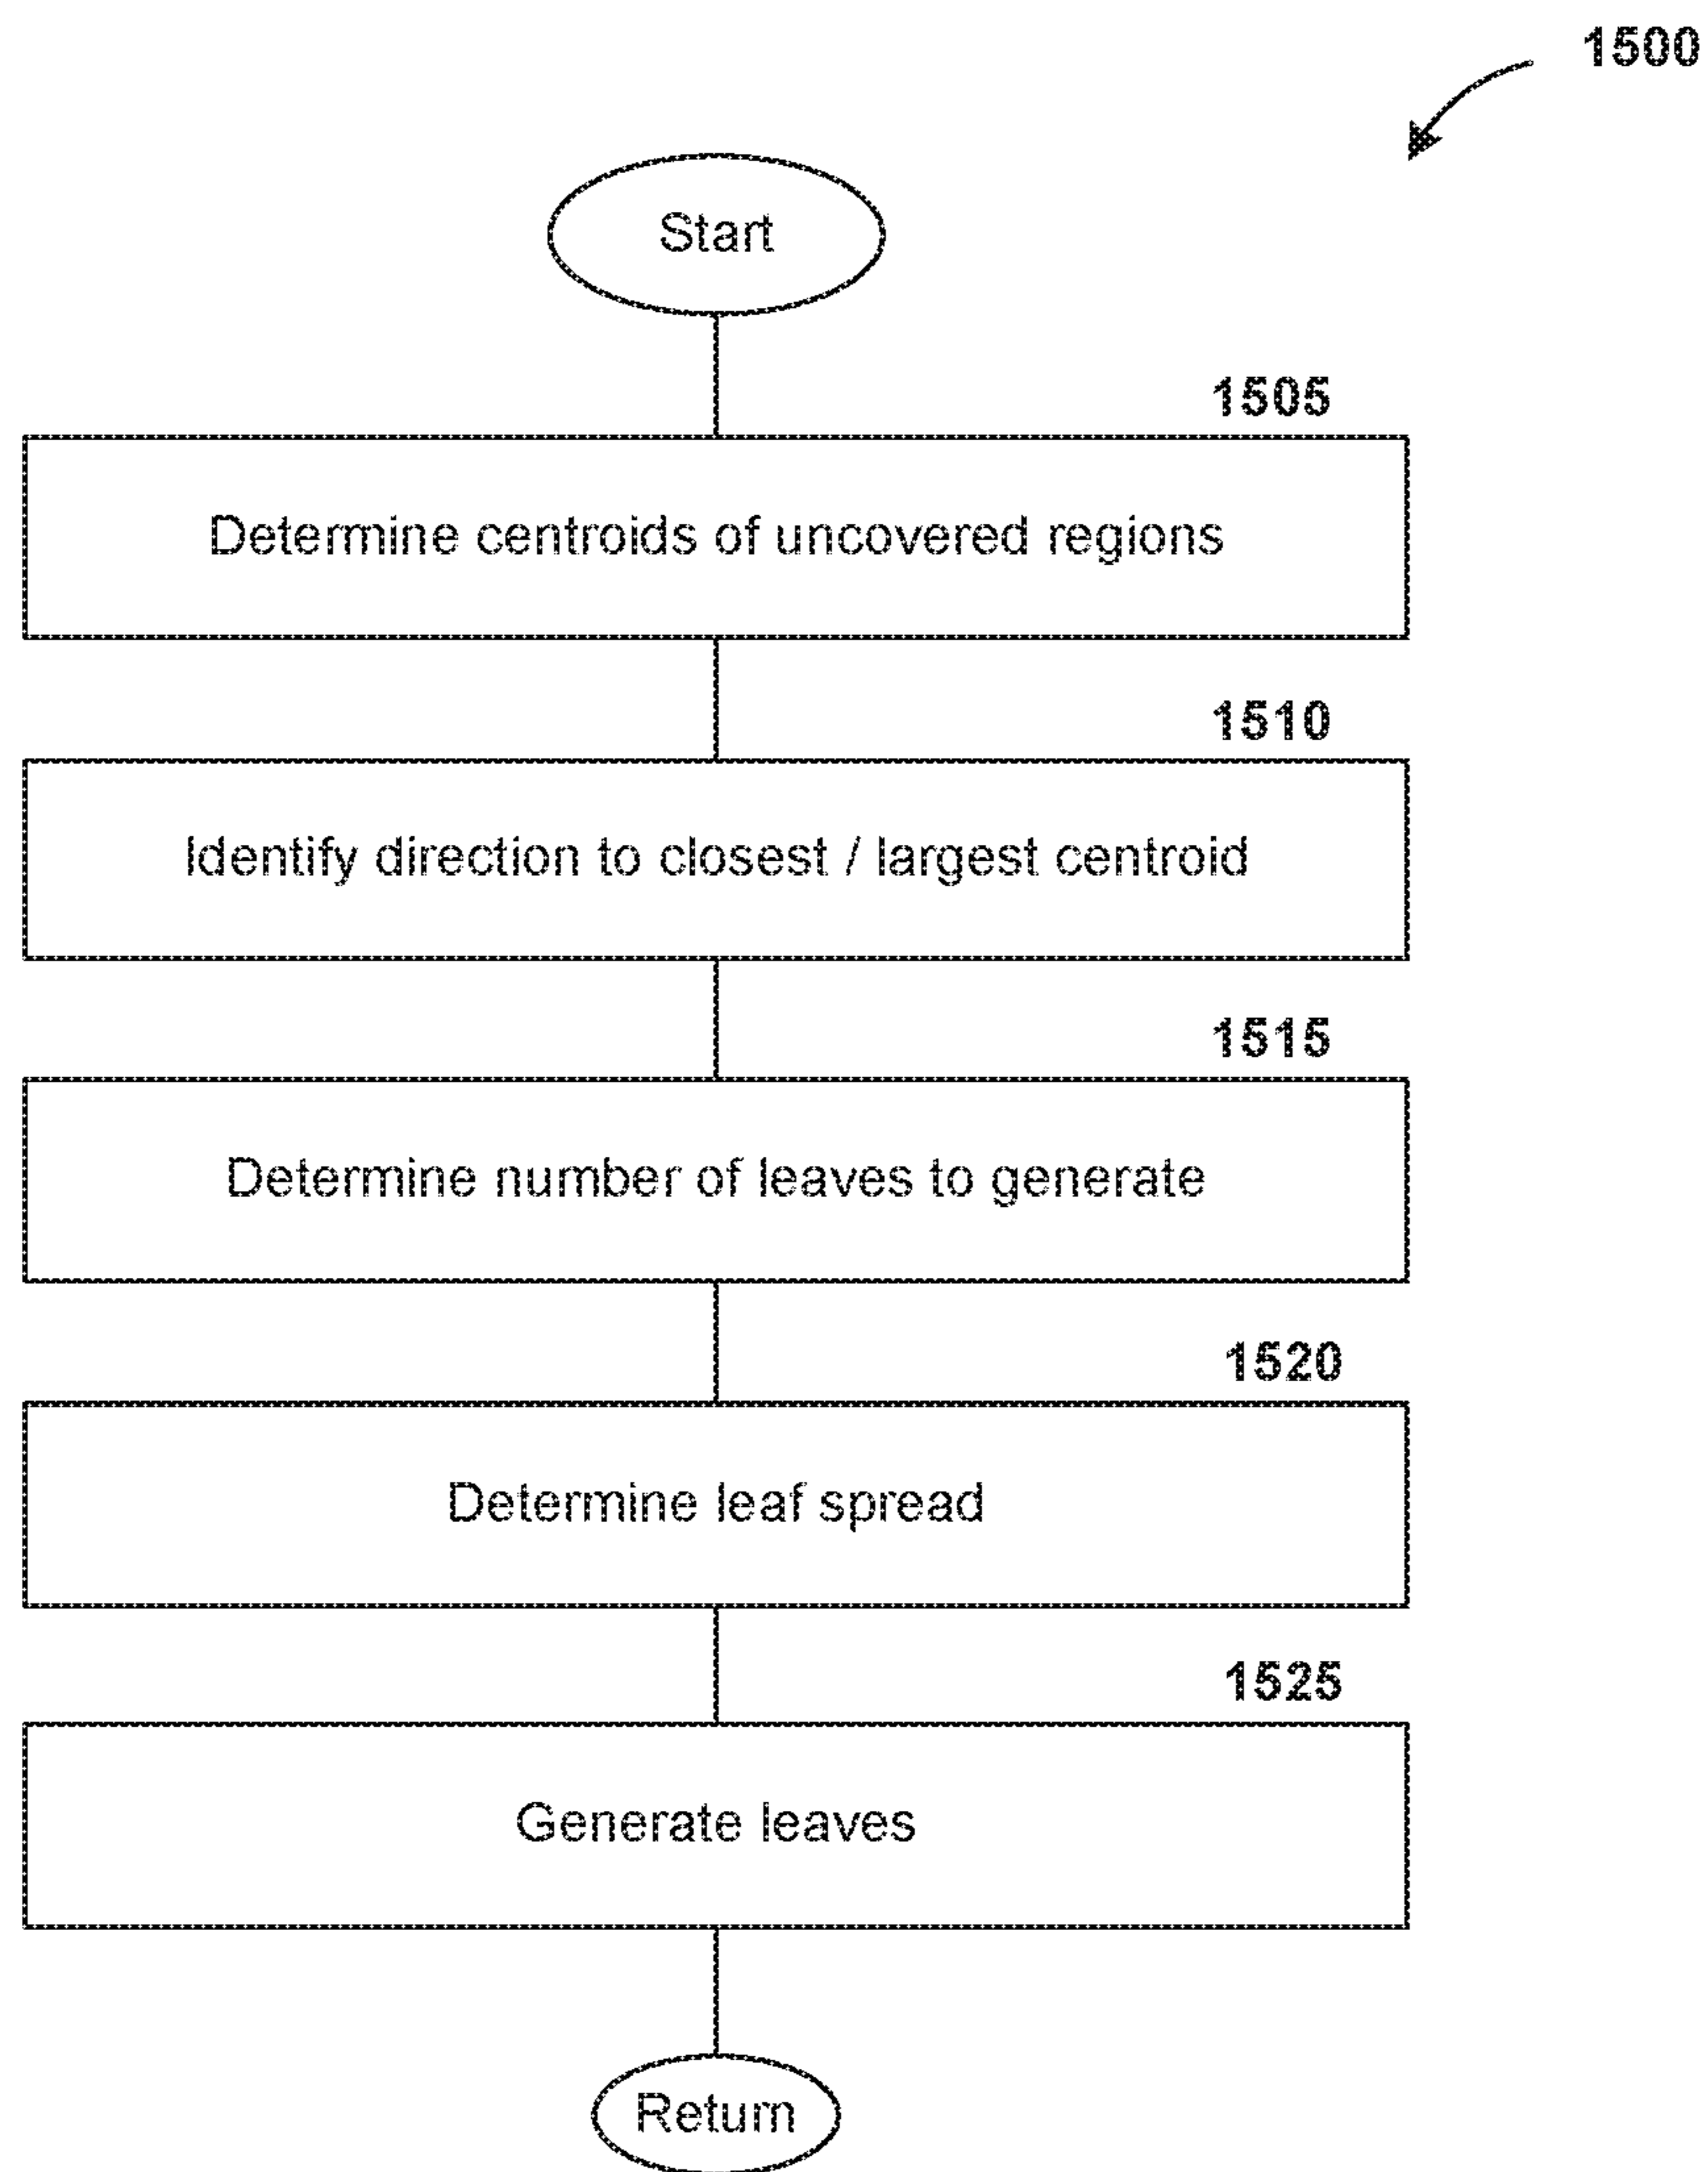 1500
Start
1505
Determine centroids of uncovered regions
1510
Identify direction to closest / largest centroid
1515
Determine number of leaves to generate
1520
Determine leaf spread
1525
Generate leaves
Return